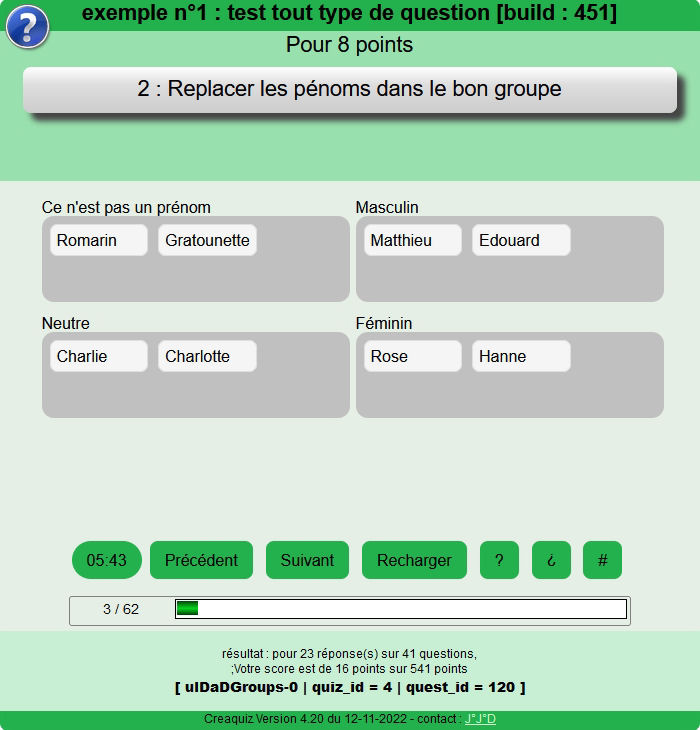 exemple n°1 : test tout type de question [build : 451]
?
Pour 8 points
2 : Replacer les pénoms dans le bon groupe
Ce n'est pas un prénom
Romarin Gratounette
Masculin
Matthieu Edouard
Neutre
Charlie Charlotte
Féminin
Rose Hanne
05:43 Précédent Suivant Recharger ? ¿ #
3 / 62
résultat : pour 23 réponse(s) sur 41 questions,
;Votre score est de 16 points sur 541 points
[ ulDaDGroups-0 | quiz_id = 4 | quest_id = 120 ]
Creaquiz Version 4.20 du 12-11-2022 - contact : J°J°D